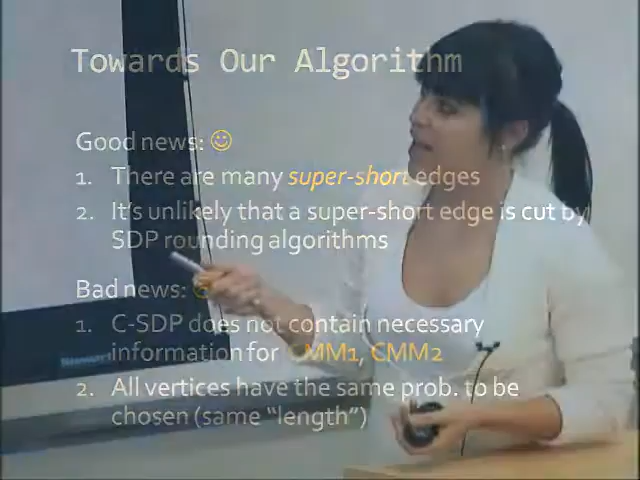 Towards Our Algorithm
Good news: ☺
1. There are many super-short edges
2. It's unlikely that a super-short edge is cut by
SDP rounding algorithms
Bad news:
1. C-SDP does not contain necessary
information for CMM1, CMM2
2. All vertices have the same prob. to be
chosen (same "length")